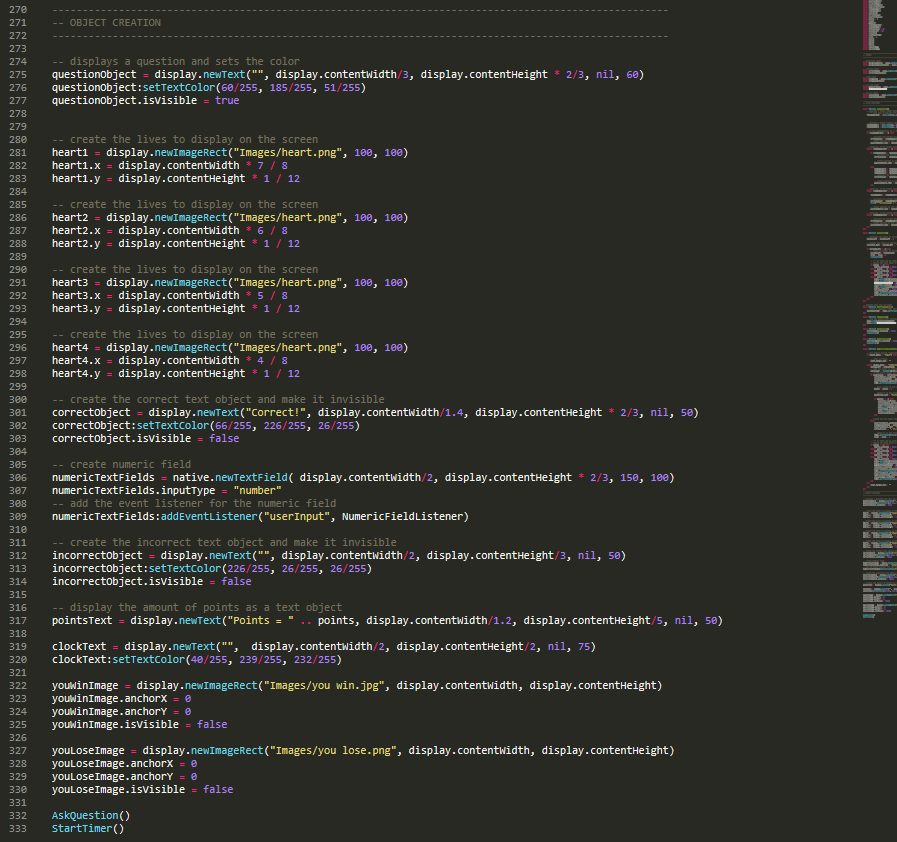 270 --------------------------------------------------------------------------------------
271 -- OBJECT CREATION
272 --------------------------------------------------------------------------------------
273
274 -- displays a question and sets the color
275 questionObject = display.newText("", display.contentWidth/3, display.contentHeight * 2/3, nil, 60)
276 questionObject:setTextColor(60/255, 185/255, 51/255)
277 questionObject.isVisible = true
278
279
280 -- create the lives to display on the screen
281 heart1 = display.newImageRect("Images/heart.png", 100, 100)
282 heart1.x = display.contentWidth * 7 / 8
283 heart1.y = display.contentHeight * 1 / 12
284
285 -- create the lives to display on the screen
286 heart2 = display.newImageRect("Images/heart.png", 100, 100)
287 heart2.x = display.contentWidth * 6 / 8
288 heart2.y = display.contentHeight * 1 / 12
289
290 -- create the lives to display on the screen
291 heart3 = display.newImageRect("Images/heart.png", 100, 100)
292 heart3.x = display.contentWidth * 5 / 8
293 heart3.y = display.contentHeight * 1 / 12
294
295 -- create the lives to display on the screen
296 heart4 = display.newImageRect("Images/heart.png", 100, 100)
297 heart4.x = display.contentWidth * 4 / 8
298 heart4.y = display.contentHeight * 1 / 12
299
300 -- create the correct text object and make it invisible
301 correctObject = display.newText("Correct!", display.contentWidth/1.4, display.contentHeight * 2/3, nil, 50)
302 correctObject:setTextColor(66/255, 226/255, 26/255)
303 correctObject.isVisible = false
304
305 -- create numeric field
306 numericTextFields = native.newTextField( display.contentWidth/2, display.contentHeight * 2/3, 150, 100)
307 numericTextFields.inputType = "number"
308 -- add the event listener for the numeric field
309 numericTextFields:addEventListener("userInput", NumericFieldListener)
310
311 -- create the incorrect text object and make it invisible
312 incorrectObject = display.newText("", display.contentWidth/2, display.contentHeight/3, nil, 50)
313 incorrectObject:setTextColor(226/255, 26/255, 26/255)
314 incorrectObject.isVisible = false
315
316 -- display the amount of points as a text object
317 pointsText = display.newText("Points = " .. points, display.contentWidth/1.2, display.contentHeight/5, nil, 50)
318
319 clockText = display.newText("",  display.contentWidth/2, display.contentHeight/2, nil, 75)
320 clockText:setTextColor(40/255, 239/255, 232/255)
321
322 youWinImage = display.newImageRect("Images/you win.jpg", display.contentWidth, display.contentHeight)
323 youWinImage.anchorX = 0
324 youWinImage.anchorY = 0
325 youWinImage.isVisible = false
326
327 youLoseImage = display.newImageRect("Images/you lose.png", display.contentWidth, display.contentHeight)
328 youLoseImage.anchorX = 0
329 youLoseImage.anchorY = 0
330 youLoseImage.isVisible = false
331
332 AskQuestion()
333 StartTimer()